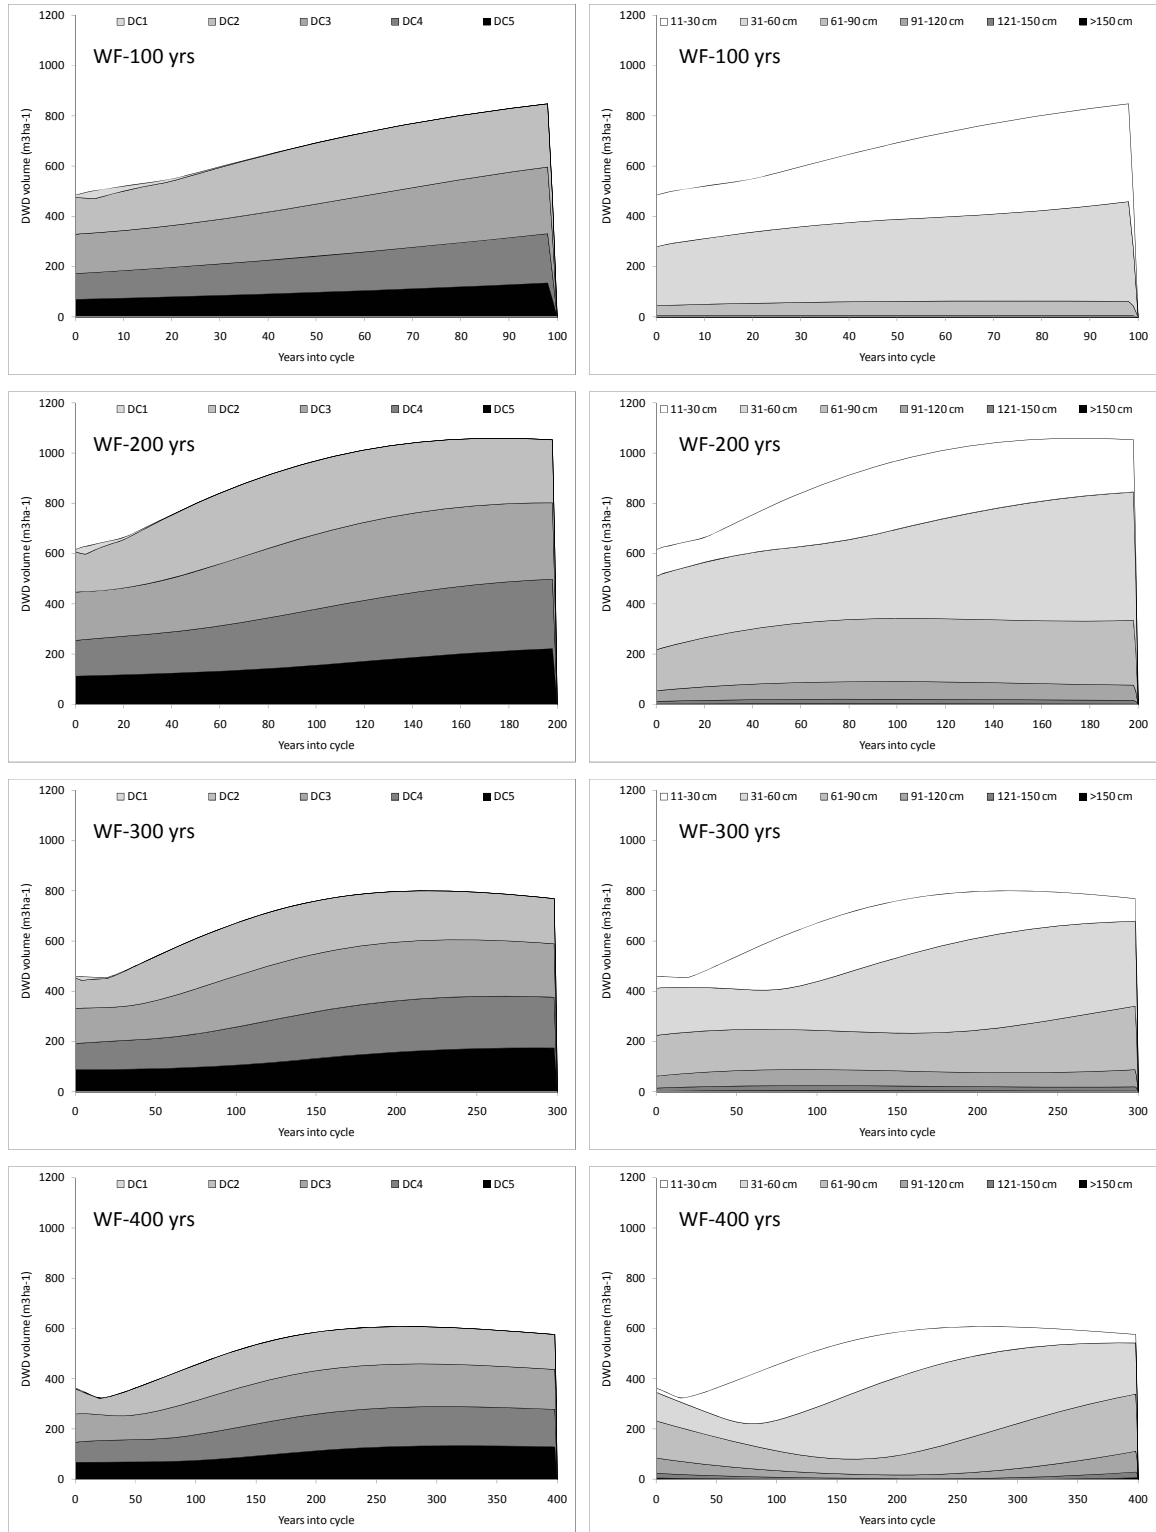 DC1 DC2 DC3 DC4 DC5
WF-100 yrs
DWD volume (m3ha-1)
1200
1000
800
600
400
200
0
0 10 20 30 40 50 60 70 80 90 100
Years into cycle
11-30 cm 31-60 cm 61-90 cm 91-120 cm 121-150 cm >150 cm
WF-100 yrs
DWD volume (m3ha-1)
1200
1000
800
600
400
200
0
0 10 20 30 40 50 60 70 80 90 100
Years into cycle
DC1 DC2 DC3 DC4 DC5
WF-200 yrs
DWD volume (m3ha-1)
1200
1000
800
600
400
200
0
0 20 40 60 80 100 120 140 160 180 200
Years into cycle
11-30 cm 31-60 cm 61-90 cm 91-120 cm 121-150 cm >150 cm
WF-200 yrs
DWD volume (m3ha-1)
1200
1000
800
600
400
200
0
0 20 40 60 80 100 120 140 160 180 200
Years into cycle
DC1 DC2 DC3 DC4 DC5
WF-300 yrs
DWD volume (m3ha-1)
1200
1000
800
600
400
200
0
0 50 100 150 200 250 300
Years into cycle
11-30 cm 31-60 cm 61-90 cm 91-120 cm 121-150 cm >150 cm
WF-300 yrs
DWD volume (m3ha-1)
1200
1000
800
600
400
200
0
0 50 100 150 200 250 300
Years into cycle
DC1 DC2 DC3 DC4 DC5
WF-400 yrs
DWD volume (m3ha-1)
1200
1000
800
600
400
200
0
0 50 100 150 200 250 300 350 400
Years into cycle
11-30 cm 31-60 cm 61-90 cm 91-120 cm 121-150 cm >150 cm
WF-400 yrs
DWD volume (m3ha-1)
1200
1000
800
600
400
200
0
0 50 100 150 200 250 300 350 400
Years into cycle